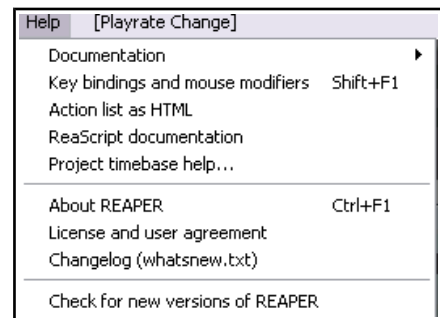 Help [Playrate Change]
Documentation
Key bindings and mouse modifiers Shift+F1
Action list as HTML
ReaScript documentation
Project timebase help...
About REAPER Ctrl+F1
License and user agreement
Changelog (whatsnew.txt)
Check for new versions of REAPER